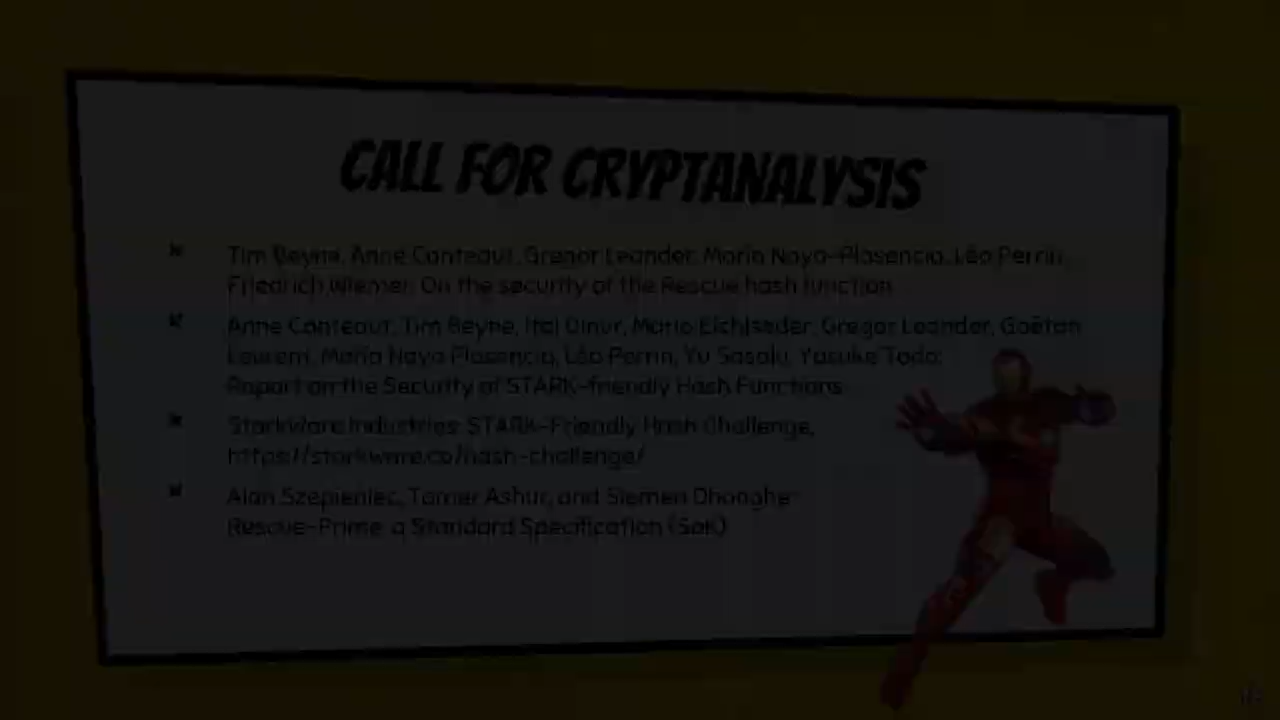 CALL FOR CRYPTANALYSIS
Tim Beyne, Anne Canteaut, Gregor Leander, María Naya-Plasencia, Léo Perrin,
Friedrich Wiemer: On the security of the Rescue hash function
Anne Canteaut, Tim Beyne, Itai Dinur, Maria Eichlseder, Gregor Leander, Gaëtan
Leurent, María Naya Plasencia, Léo Perrin, Yu Sasaki, Yosuke Todo:
Report on the Security of STARK-friendly Hash Functions
StarkWare Industries: STARK-Friendly Hash Challenge,
https://starkware.co/hash-challenge/
Alan Szepieniec, Tomer Ashur, and Siemen Dhooghe:
Rescue-Prime: a Standard Specification (SoK)